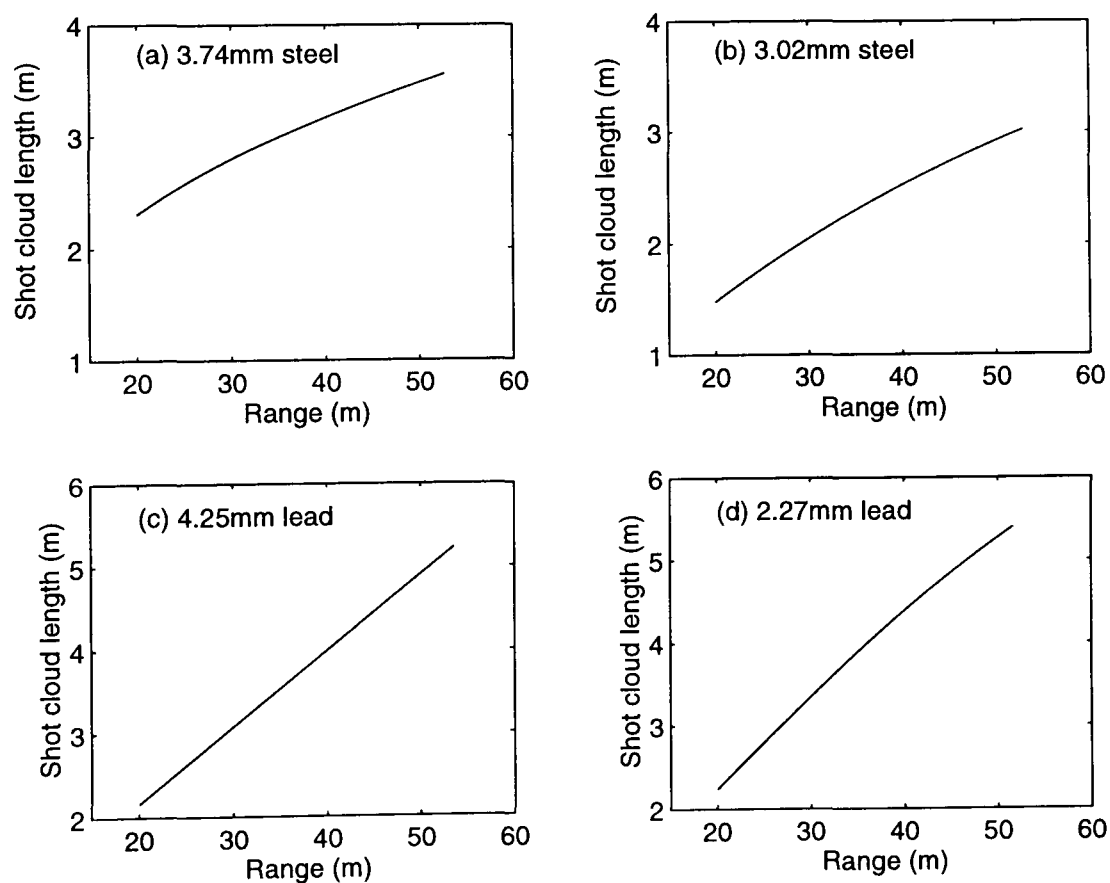 (a) 3.74mm steel
Shot cloud length (m)
4
3
2
1
20 30 40 50 60
Range (m)
(b) 3.02mm steel
Shot cloud length (m)
4
3
2
1
20 30 40 50 60
Range (m)
(c) 4.25mm lead
Shot cloud length (m)
6
5
4
3
2
20 30 40 50 60
Range (m)
(d) 2.27mm lead
Shot cloud length (m)
6
5
4
3
2
20 30 40 50 60
Range (m)